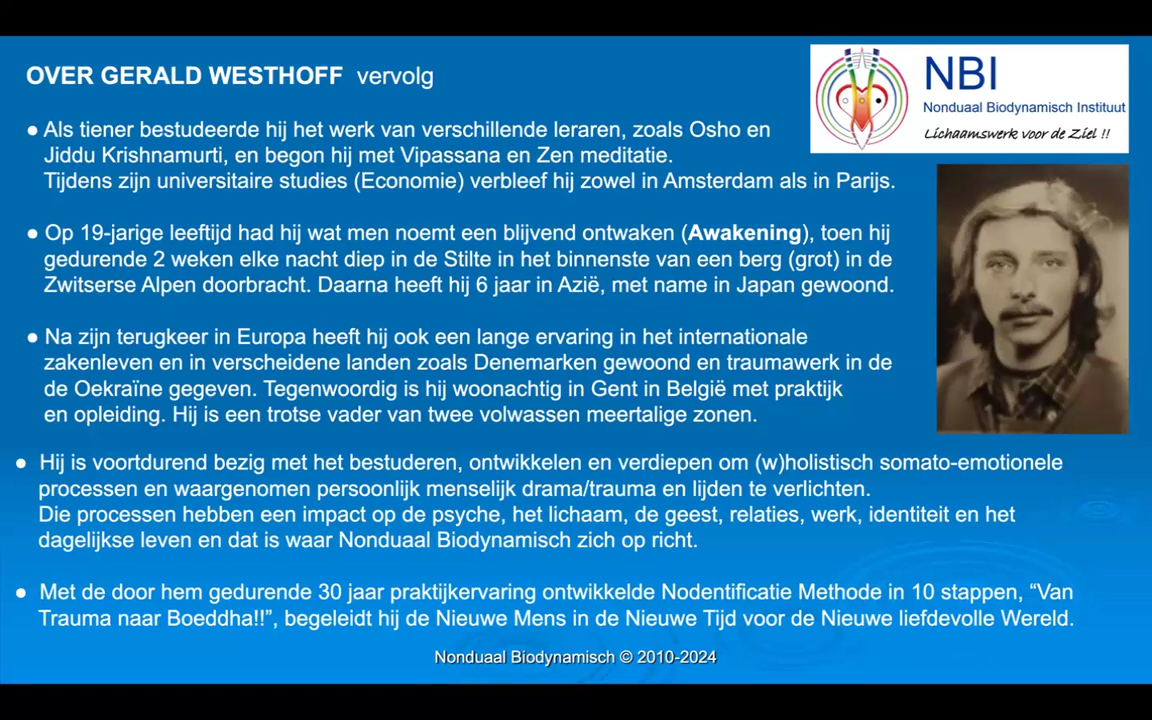 OVER GERALD WESTHOFF vervolg
NBI
Nonduaal Biodynamisch Instituut
Lichaamswerk voor de Ziel !!
● Als tiener bestudeerde hij het werk van verschillende leraren, zoals Osho en
Jiddu Krishnamurti, en begon hij met Vipassana en Zen meditatie.
Tijdens zijn universitaire studies (Economie) verbleef hij zowel in Amsterdam als in Parijs.
● Op 19-jarige leeftijd had hij wat men noemt een blijvend ontwaken (Awakening), toen hij
gedurende 2 weken elke nacht diep in de Stilte in het binnenste van een berg (grot) in de
Zwitserse Alpen doorbracht. Daarna heeft hij 6 jaar in Azië, met name in Japan gewoond.
● Na zijn terugkeer in Europa heeft hij ook een lange ervaring in het internationale
zakenleven en in verscheidene landen zoals Denemarken gewoond en traumawerk in de
de Oekraïne gegeven. Tegenwoordig is hij woonachtig in Gent in België met praktijk
en opleiding. Hij is een trotse vader van twee volwassen meertalige zonen.
● Hij is voortdurend bezig met het bestuderen, ontwikkelen en verdiepen om (w)holistisch somato-emotionele
processen en waargenomen persoonlijk menselijk drama/trauma en lijden te verlichten.
Die processen hebben een impact op de psyche, het lichaam, de geest, relaties, werk, identiteit en het
dagelijkse leven en dat is waar Nonduaal Biodynamisch zich op richt.
● Met de door hem gedurende 30 jaar praktijkervaring ontwikkelde Nodentificatie Methode in 10 stappen, “Van
Trauma naar Boeddha!!”, begeleidt hij de Nieuwe Mens in de Nieuwe Tijd voor de Nieuwe liefdevolle Wereld.
Nonduaal Biodynamisch © 2010-2024